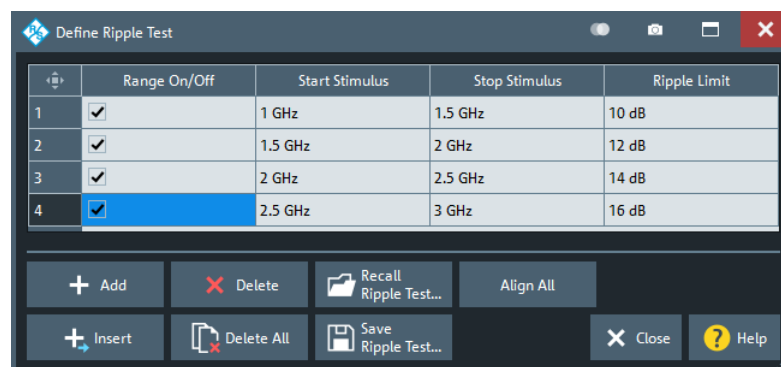 R&S Define Ripple Test
Range On/Off Start Stimulus Stop Stimulus Ripple Limit
1 1 GHz 1.5 GHz 10 dB
2 1.5 GHz 2 GHz 12 dB
3 2 GHz 2.5 GHz 14 dB
4 2.5 GHz 3 GHz 16 dB
Add Delete Recall
Ripple Test... Align All
Insert Delete All Save
Ripple Test... Close ? Help